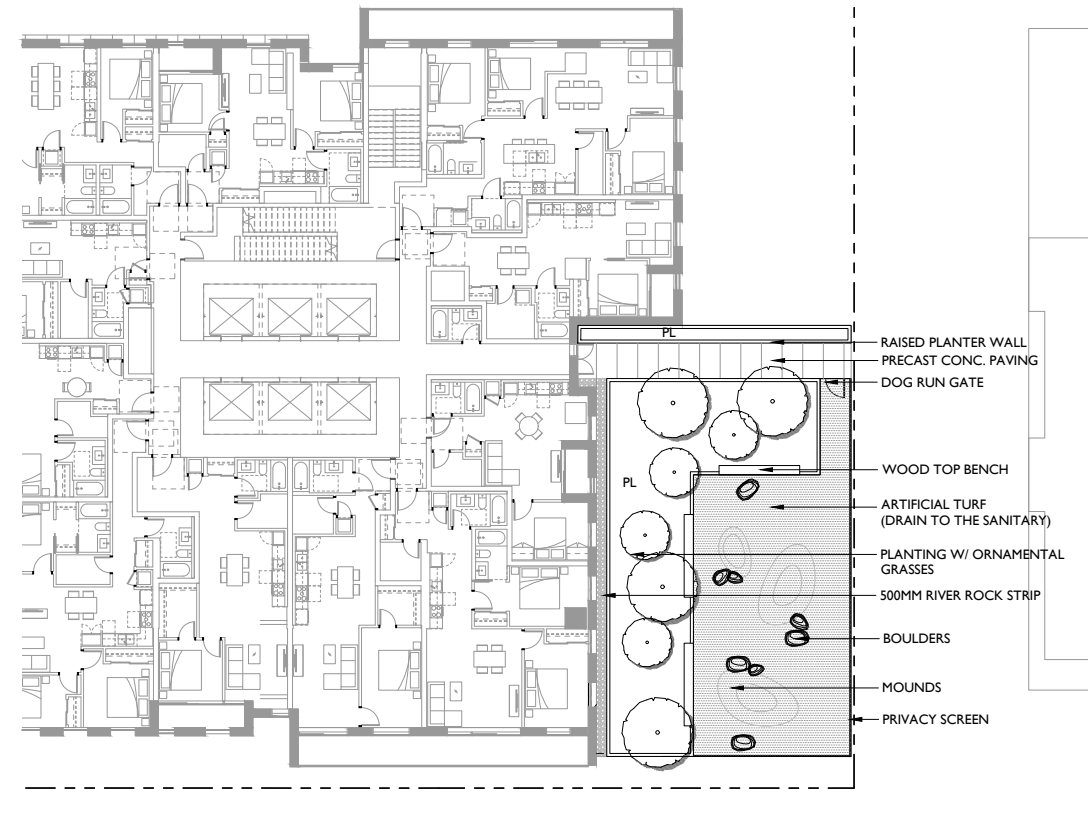 PL
RAISED PLANTER WALL
PRECAST CONC. PAVING
DOG RUN GATE
WOOD TOP BENCH
PL
ARTIFICIAL TURF
(DRAIN TO THE SANITARY)
PLANTING W/ ORNAMENTAL
GRASSES
500MM RIVER ROCK STRIP
BOULDERS
MOUNDS
PRIVACY SCREEN